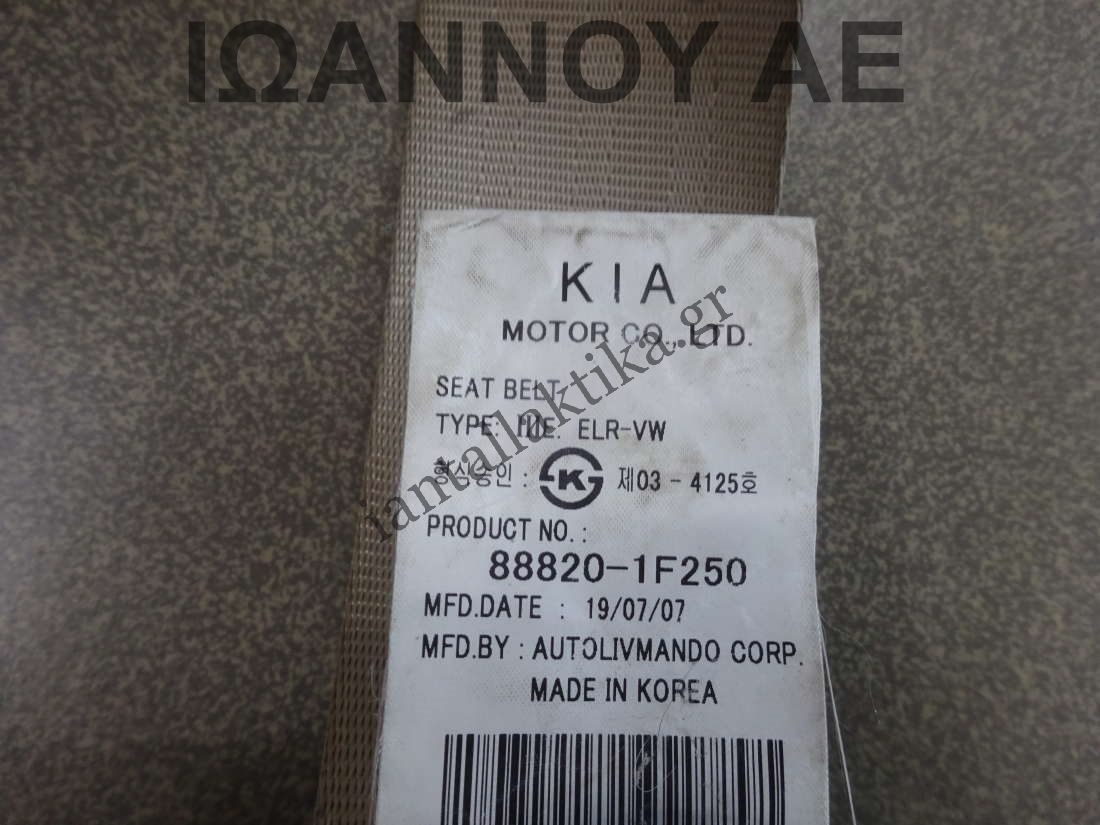 ΙΩΑΝΝΟΥ ΑΕ
KIA
MOTOR CO., LTD.
SEAT BELT
TYPE: ELR-VW
형식승인 : K 제03 - 4125호
PRODUCT NO. :
88820-1F250
MFD.DATE : 19/07/07
MFD.BY : AUTOLIVMANDO CORP.
MADE IN KOREA
iantallaktika.gr